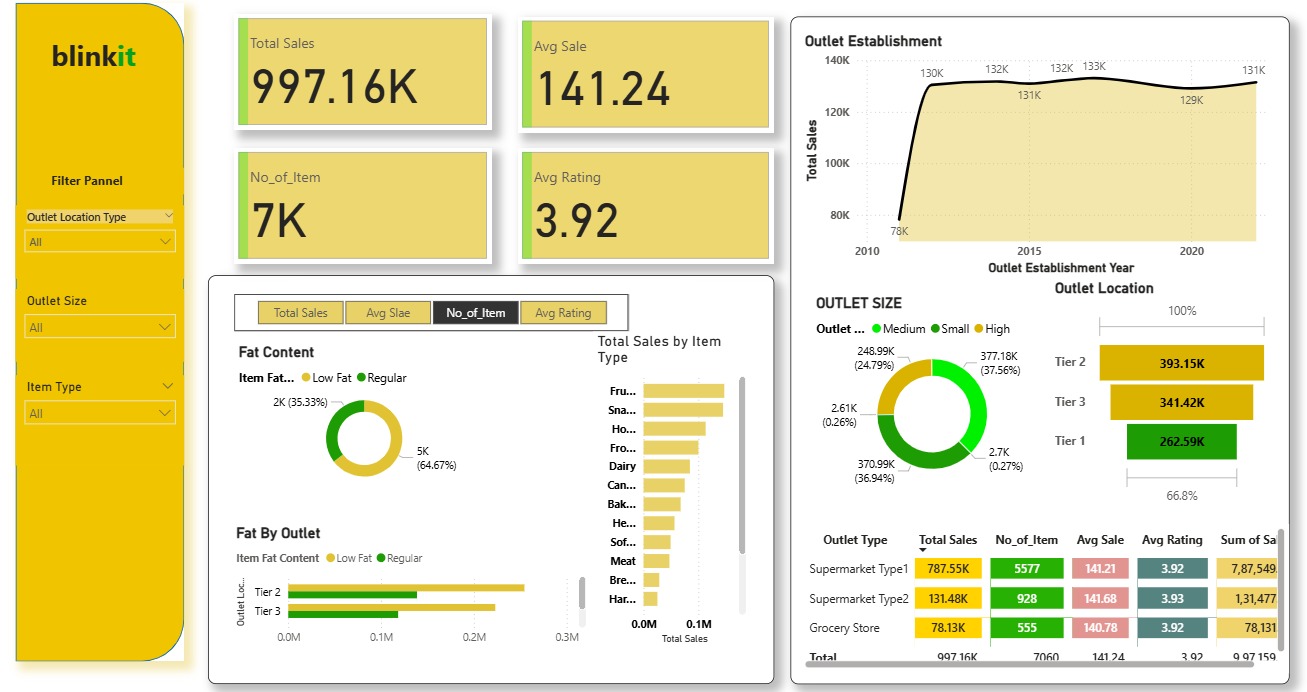 blinkit
Filter Pannel
Outlet Location Type
All
Outlet Size
All
Item Type
All
Total Sales
997.16K
Avg Sale
141.24
No_of_Item
7K
Avg Rating
3.92
Total Sales
Avg Slae
No_of_Item
Avg Rating
Fat Content
Item Fat... Low Fat Regular
2K (35.33%)
5K
(64.67%)
Fat By Outlet
Item Fat Content Low Fat Regular
Outlet Loc...
Tier 2
Tier 3
0.0M 0.1M 0.2M 0.3M
Total Sales by Item
Type
Fru...
Sna...
Ho...
Fro...
Dairy
Can...
Bak...
He...
Sof...
Meat
Bre...
Har...
0.0M 0.1M
Total Sales
Outlet Establishment
Total Sales
140K
120K
100K
80K
78K
130K
132K
131K
132K
133K
129K
131K
2010 2015 2020
Outlet Establishment Year
OUTLET SIZE
Outlet ... Medium Small High
248.99K
(24.79%)
377.18K
(37.56%)
2.61K
(0.26%)
2.7K
(0.27%)
370.99K
(36.94%)
Outlet Location
100%
Tier 2 393.15K
Tier 3 341.42K
Tier 1 262.59K
66.8%
Outlet Type Total Sales No_of_Item Avg Sale Avg Rating Sum of Sa
Supermarket Type1 787.55K 5577 141.21 3.92 7,87,549.
Supermarket Type2 131.48K 928 141.68 3.93 1,31,477
Grocery Store 78.13K 555 140.78 3.92 78,131
Total 997.16K 7060 141.24 3.92 9,97,159.